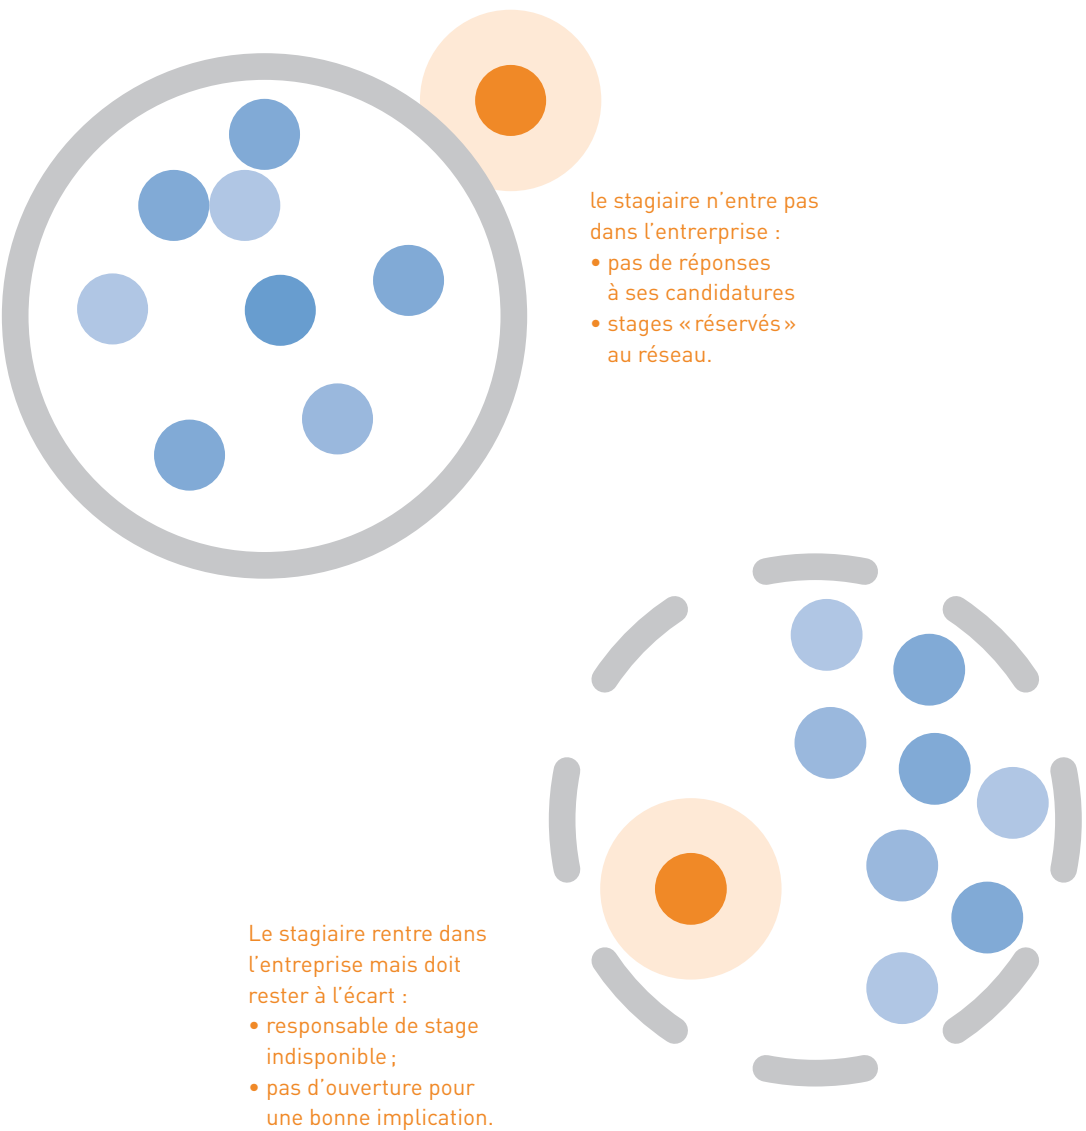 le stagiaire n’entre pas
dans l’entrerprise :
• pas de réponses
à ses candidatures
• stages « réservés »
au réseau.
Le stagiaire rentre dans
l’entreprise mais doit
rester à l’écart :
• responsable de stage
indisponible ;
• pas d’ouverture pour
une bonne implication.